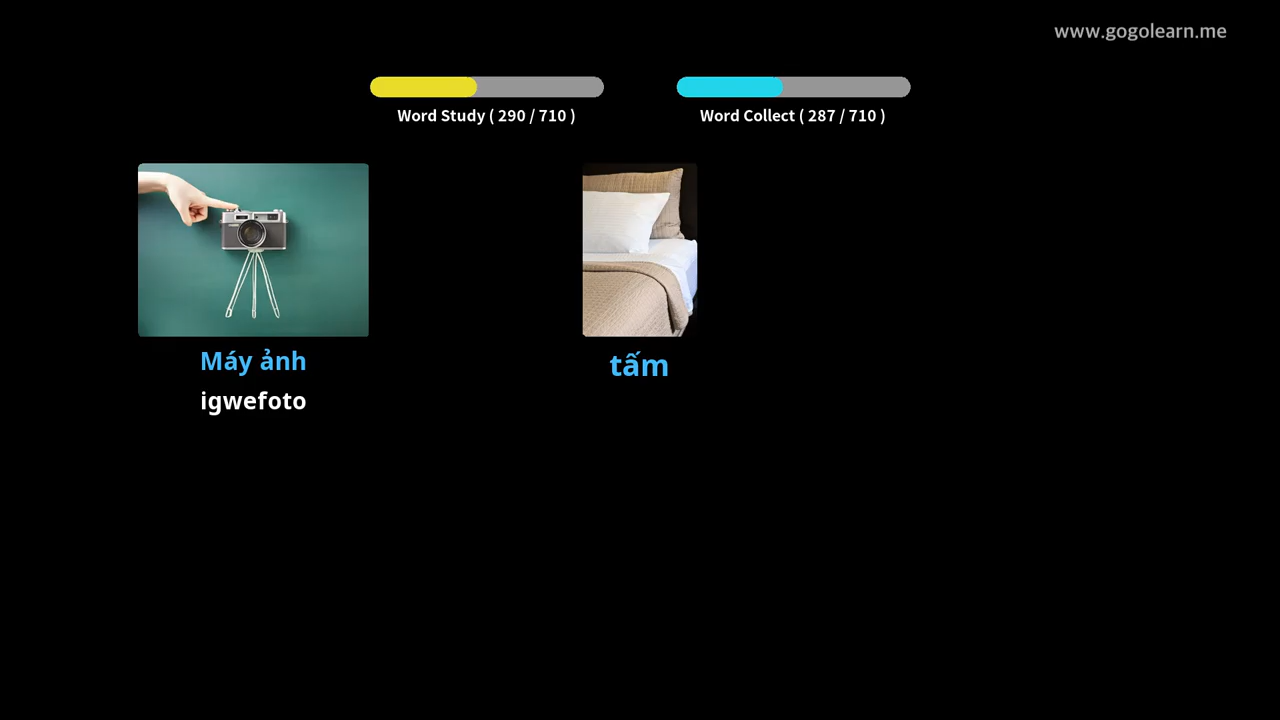 www.gogolearn.me
Word Study ( 290 / 710 )
Word Collect ( 287 / 710 )
Máy ảnh
igwefoto
tấm